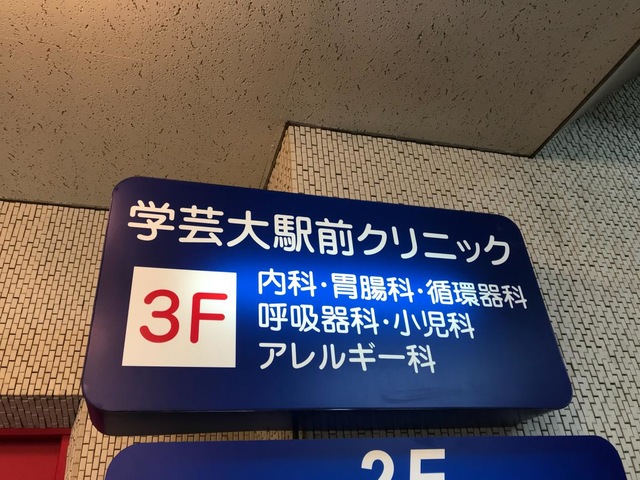 学芸大駅前クリニック
3F
内科・胃腸科・循環器科
呼吸器科・小児科
アレルギー科
2F